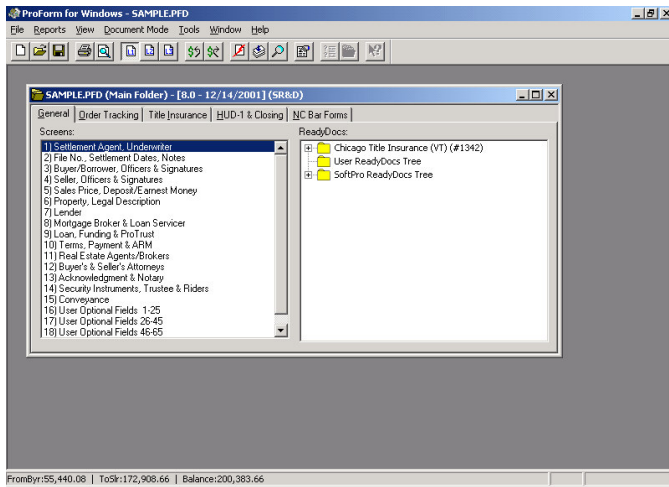 ProForm for Windows - SAMPLE.PFD
File Reports View Document Mode Tools Window Help
SAMPLE.PFD (Main Folder) - [8.0 - 12/14/2001] (SR&D)
General Order Tracking Title Insurance HUD-1 & Closing NC Bar Forms
Screens:
1) Settlement Agent, Underwriter
2) File No., Settlement Dates, Notes
3) Buyer/Borrower, Officers & Signatures
4) Seller, Officers & Signatures
5) Sales Price, Deposit/Earnest Money
6) Property, Legal Description
7) Lender
8) Mortgage Broker & Loan Servicer
9) Loan, Funding & ProTrust
10) Terms, Payment & ARM
11) Real Estate Agents/Brokers
12) Buyer's & Seller's Attorneys
13) Acknowledgment & Notary
14) Security Instruments, Trustee & Riders
15) Conveyance
16) User Optional Fields 1-25
17) User Optional Fields 26-45
18) User Optional Fields 46-65
ReadyDocs:
Chicago Title Insurance (VT) (#1342)
User ReadyDocs Tree
SoftPro ReadyDocs Tree
FromByr:55,440.08 | ToSlr:172,908.66 | Balance:200,383.66